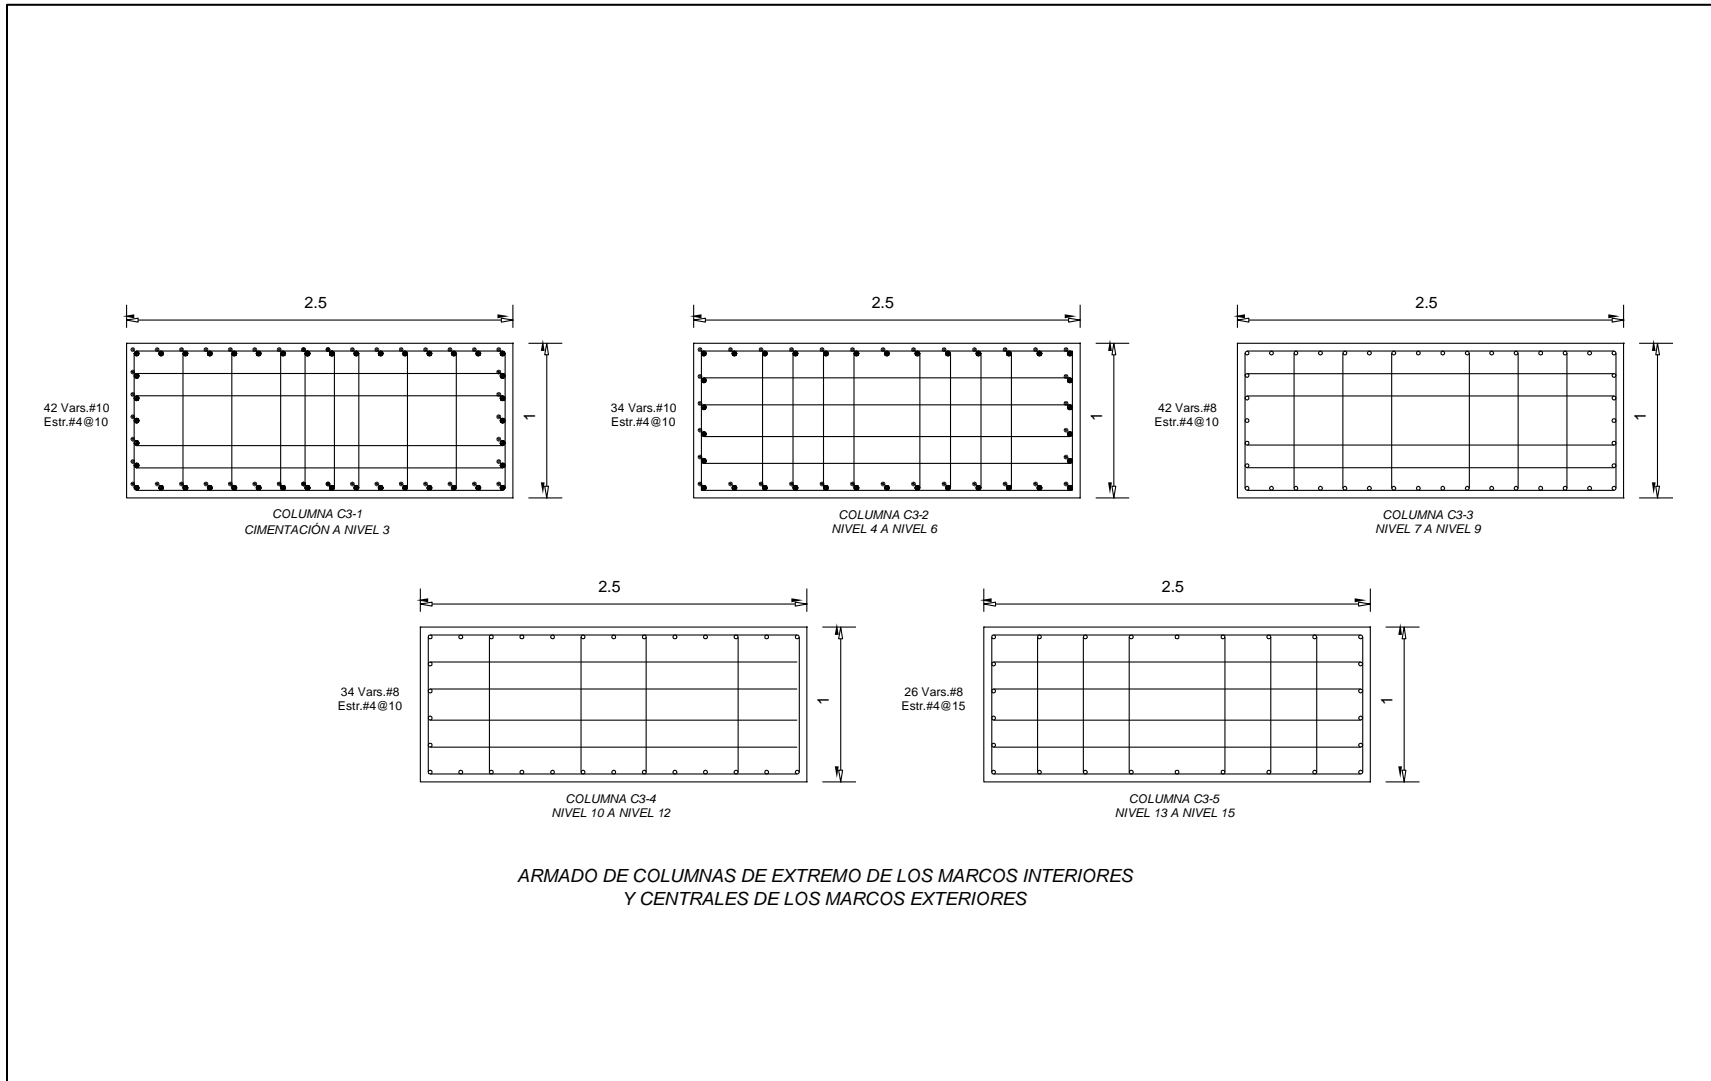 2.5
42 Vars.#10
Estr.#4@10
1
COLUMNA C3-1
CIMENTACIÓN A NIVEL 3
2.5
34 Vars.#10
Estr.#4@10
1
COLUMNA C3-2
NIVEL 4 A NIVEL 6
2.5
42 Vars.#8
Estr.#4@10
1
COLUMNA C3-3
NIVEL 7 A NIVEL 9
2.5
34 Vars.#8
Estr.#4@10
1
COLUMNA C3-4
NIVEL 10 A NIVEL 12
2.5
26 Vars.#8
Estr.#4@15
1
COLUMNA C3-5
NIVEL 13 A NIVEL 15
ARMADO DE COLUMNAS DE EXTREMO DE LOS MARCOS INTERIORES
Y CENTRALES DE LOS MARCOS EXTERIORES